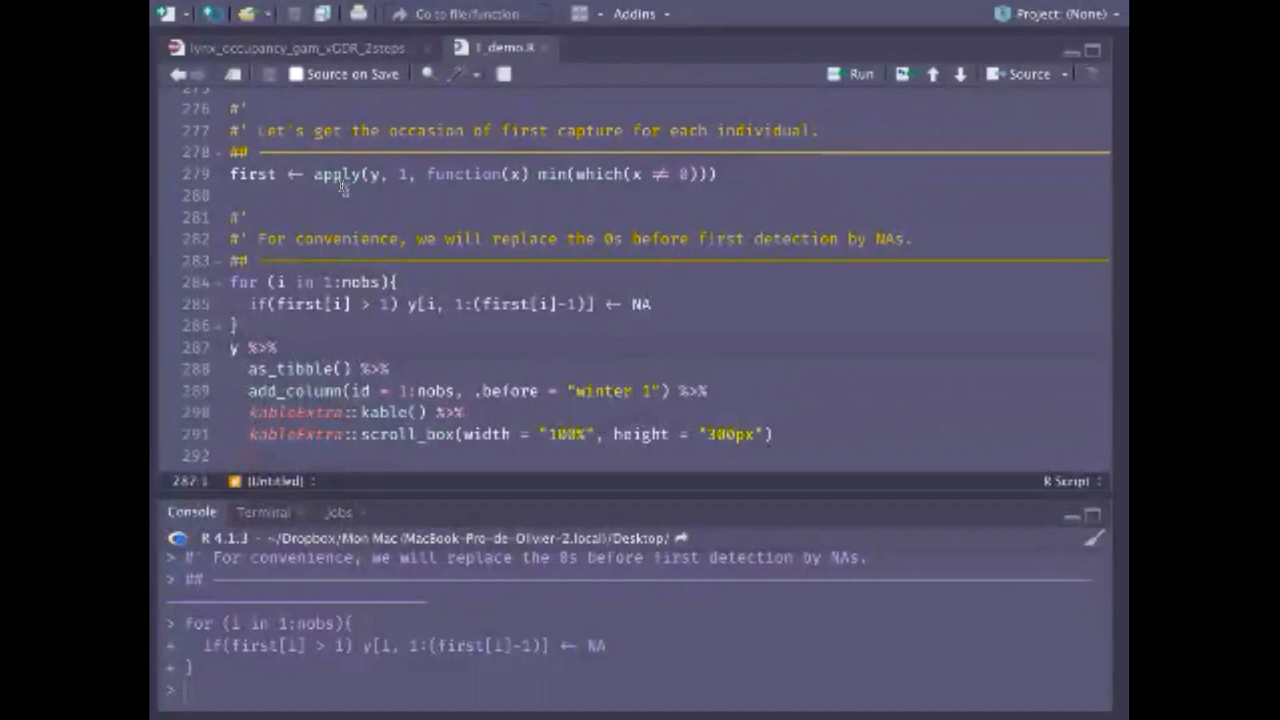 Go to file/function
Addins
Project: (None)
lynx_occupancy_gam_vGDR_2steps
1_demo.R
Source on Save
Run
Source
275
276 #'
277 #' Let's get the occasion of first capture for each individual.
278 ##
279 first ← apply(y, 1, function(x) min(which(x ≠ 0)))
280
281 #'
282 #' For convenience, we will replace the 0s before first detection by NAs.
283 ##
284 for (i in 1:nobs){
285 if(first[i] > 1) y[i, 1:(first[i]-1)] ← NA
286 }
287 y %>%
288 as_tibble() %>%
289 add_column(id = 1:nobs, .before = "winter 1") %>%
290 kableExtra::kable() %>%
291 kableExtra::scroll_box(width = "100%", height = "300px")
292
287:1 (Untitled) R Script
Console Terminal Jobs
R 4.1.3 · ~/Dropbox/Mon Mac (MacBook-Pro-de-Olivier-2.local)/Desktop/
> #' For convenience, we will replace the 0s before first detection by NAs.
> ##
> for (i in 1:nobs){
+ if(first[i] > 1) y[i, 1:(first[i]-1)] ← NA
+ }
>